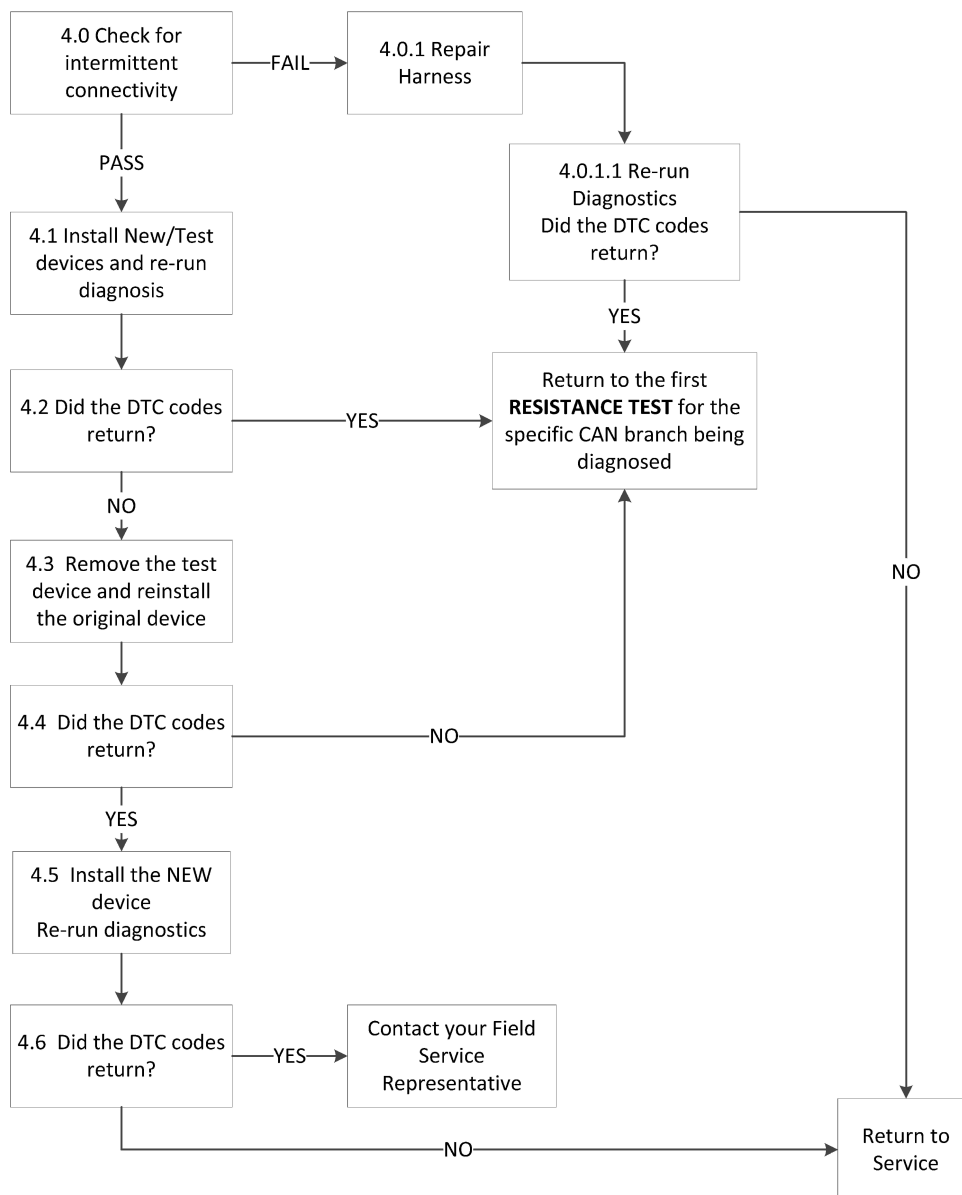 4.0 Check for
intermittent
connectivity
FAIL
4.0.1 Repair
Harness
PASS
4.0.1.1 Re-run
Diagnostics
Did the DTC codes
return?
4.1 Install New/Test
devices and re-run
diagnosis
YES
4.2 Did the DTC codes
return?
YES
Return to the first
RESISTANCE TEST for the
specific CAN branch being
diagnosed
NO
4.3 Remove the test
device and reinstall
the original device
NO
4.4 Did the DTC codes
return?
NO
YES
4.5 Install the NEW
device
Re-run diagnostics
4.6 Did the DTC codes
return?
YES
Contact your Field
Service
Representative
NO
Return to
Service